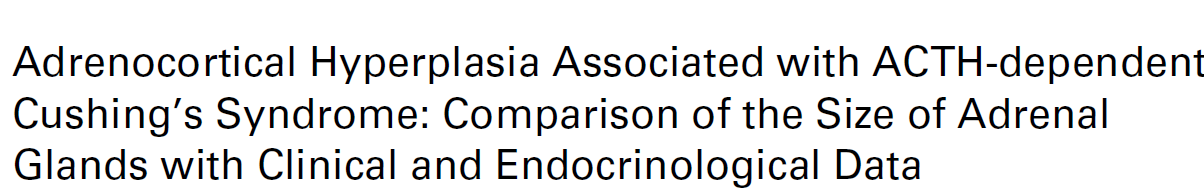 Adrenocortical Hyperplasia Associated with ACTH-dependent
Cushing’s Syndrome: Comparison of the Size of Adrenal
Glands with Clinical and Endocrinological Data